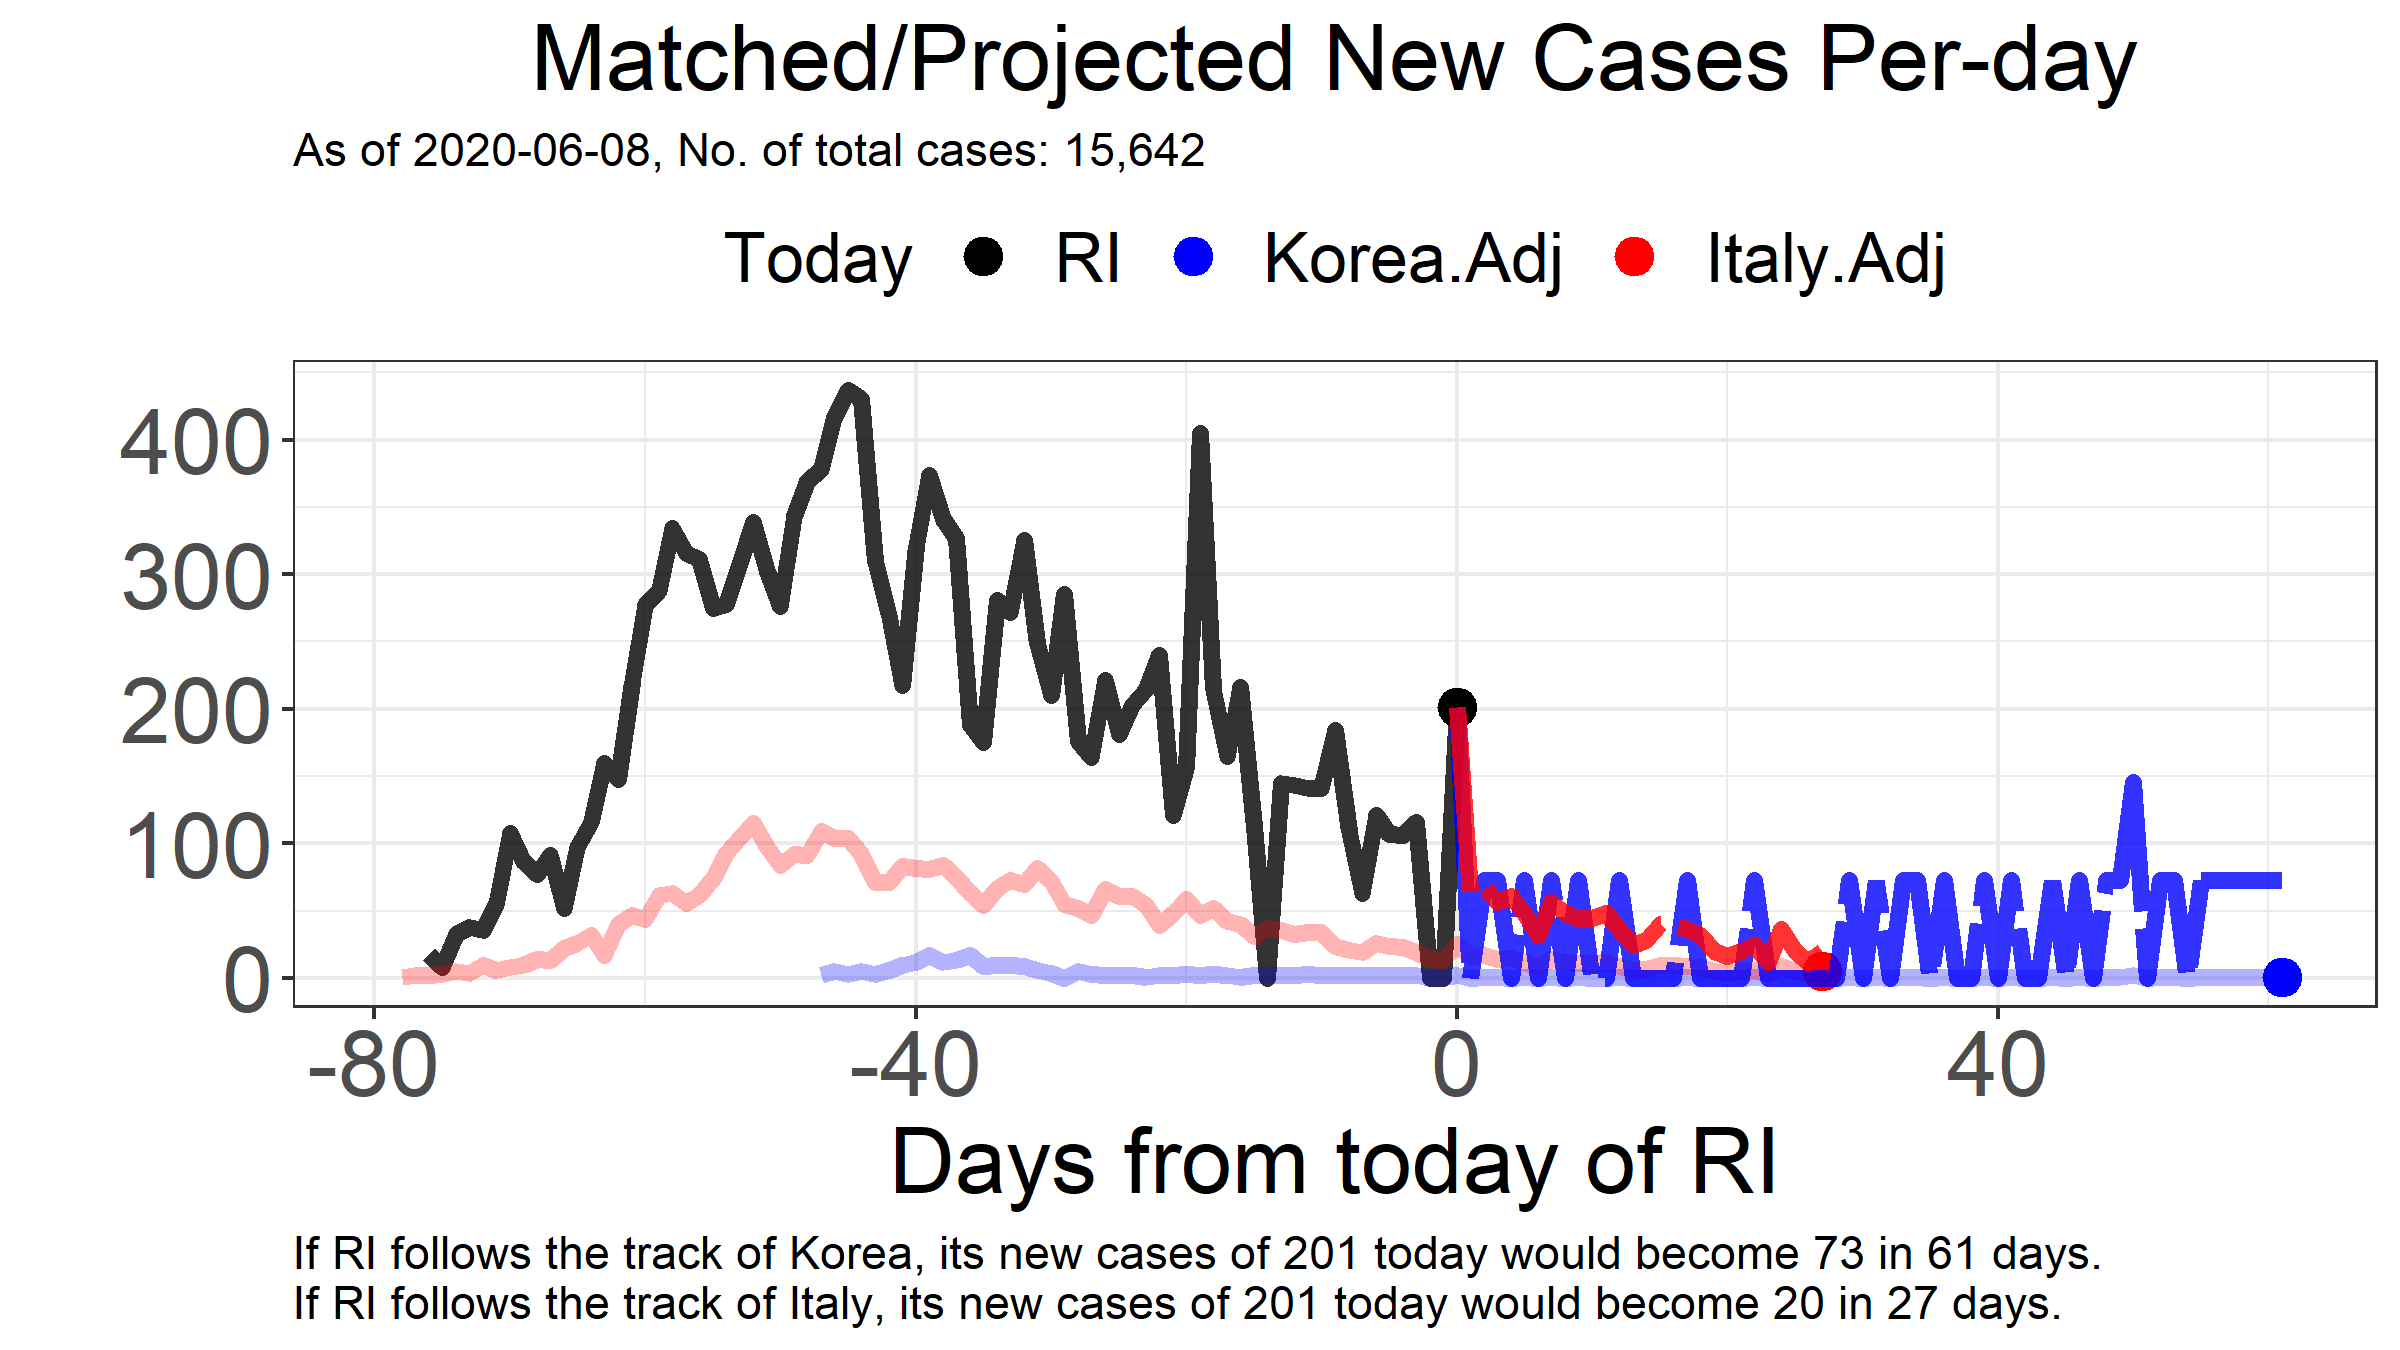 Matched/Projected New Cases Per-day
As of 2020-06-08, No. of total cases: 15,642
Today RI Korea.Adj Italy.Adj
400
300
200
100
0
-80 -40 0 40
Days from today of RI
If RI follows the track of Korea, its new cases of 201 today would become 73 in 61 days.
If RI follows the track of Italy, its new cases of 201 today would become 20 in 27 days.